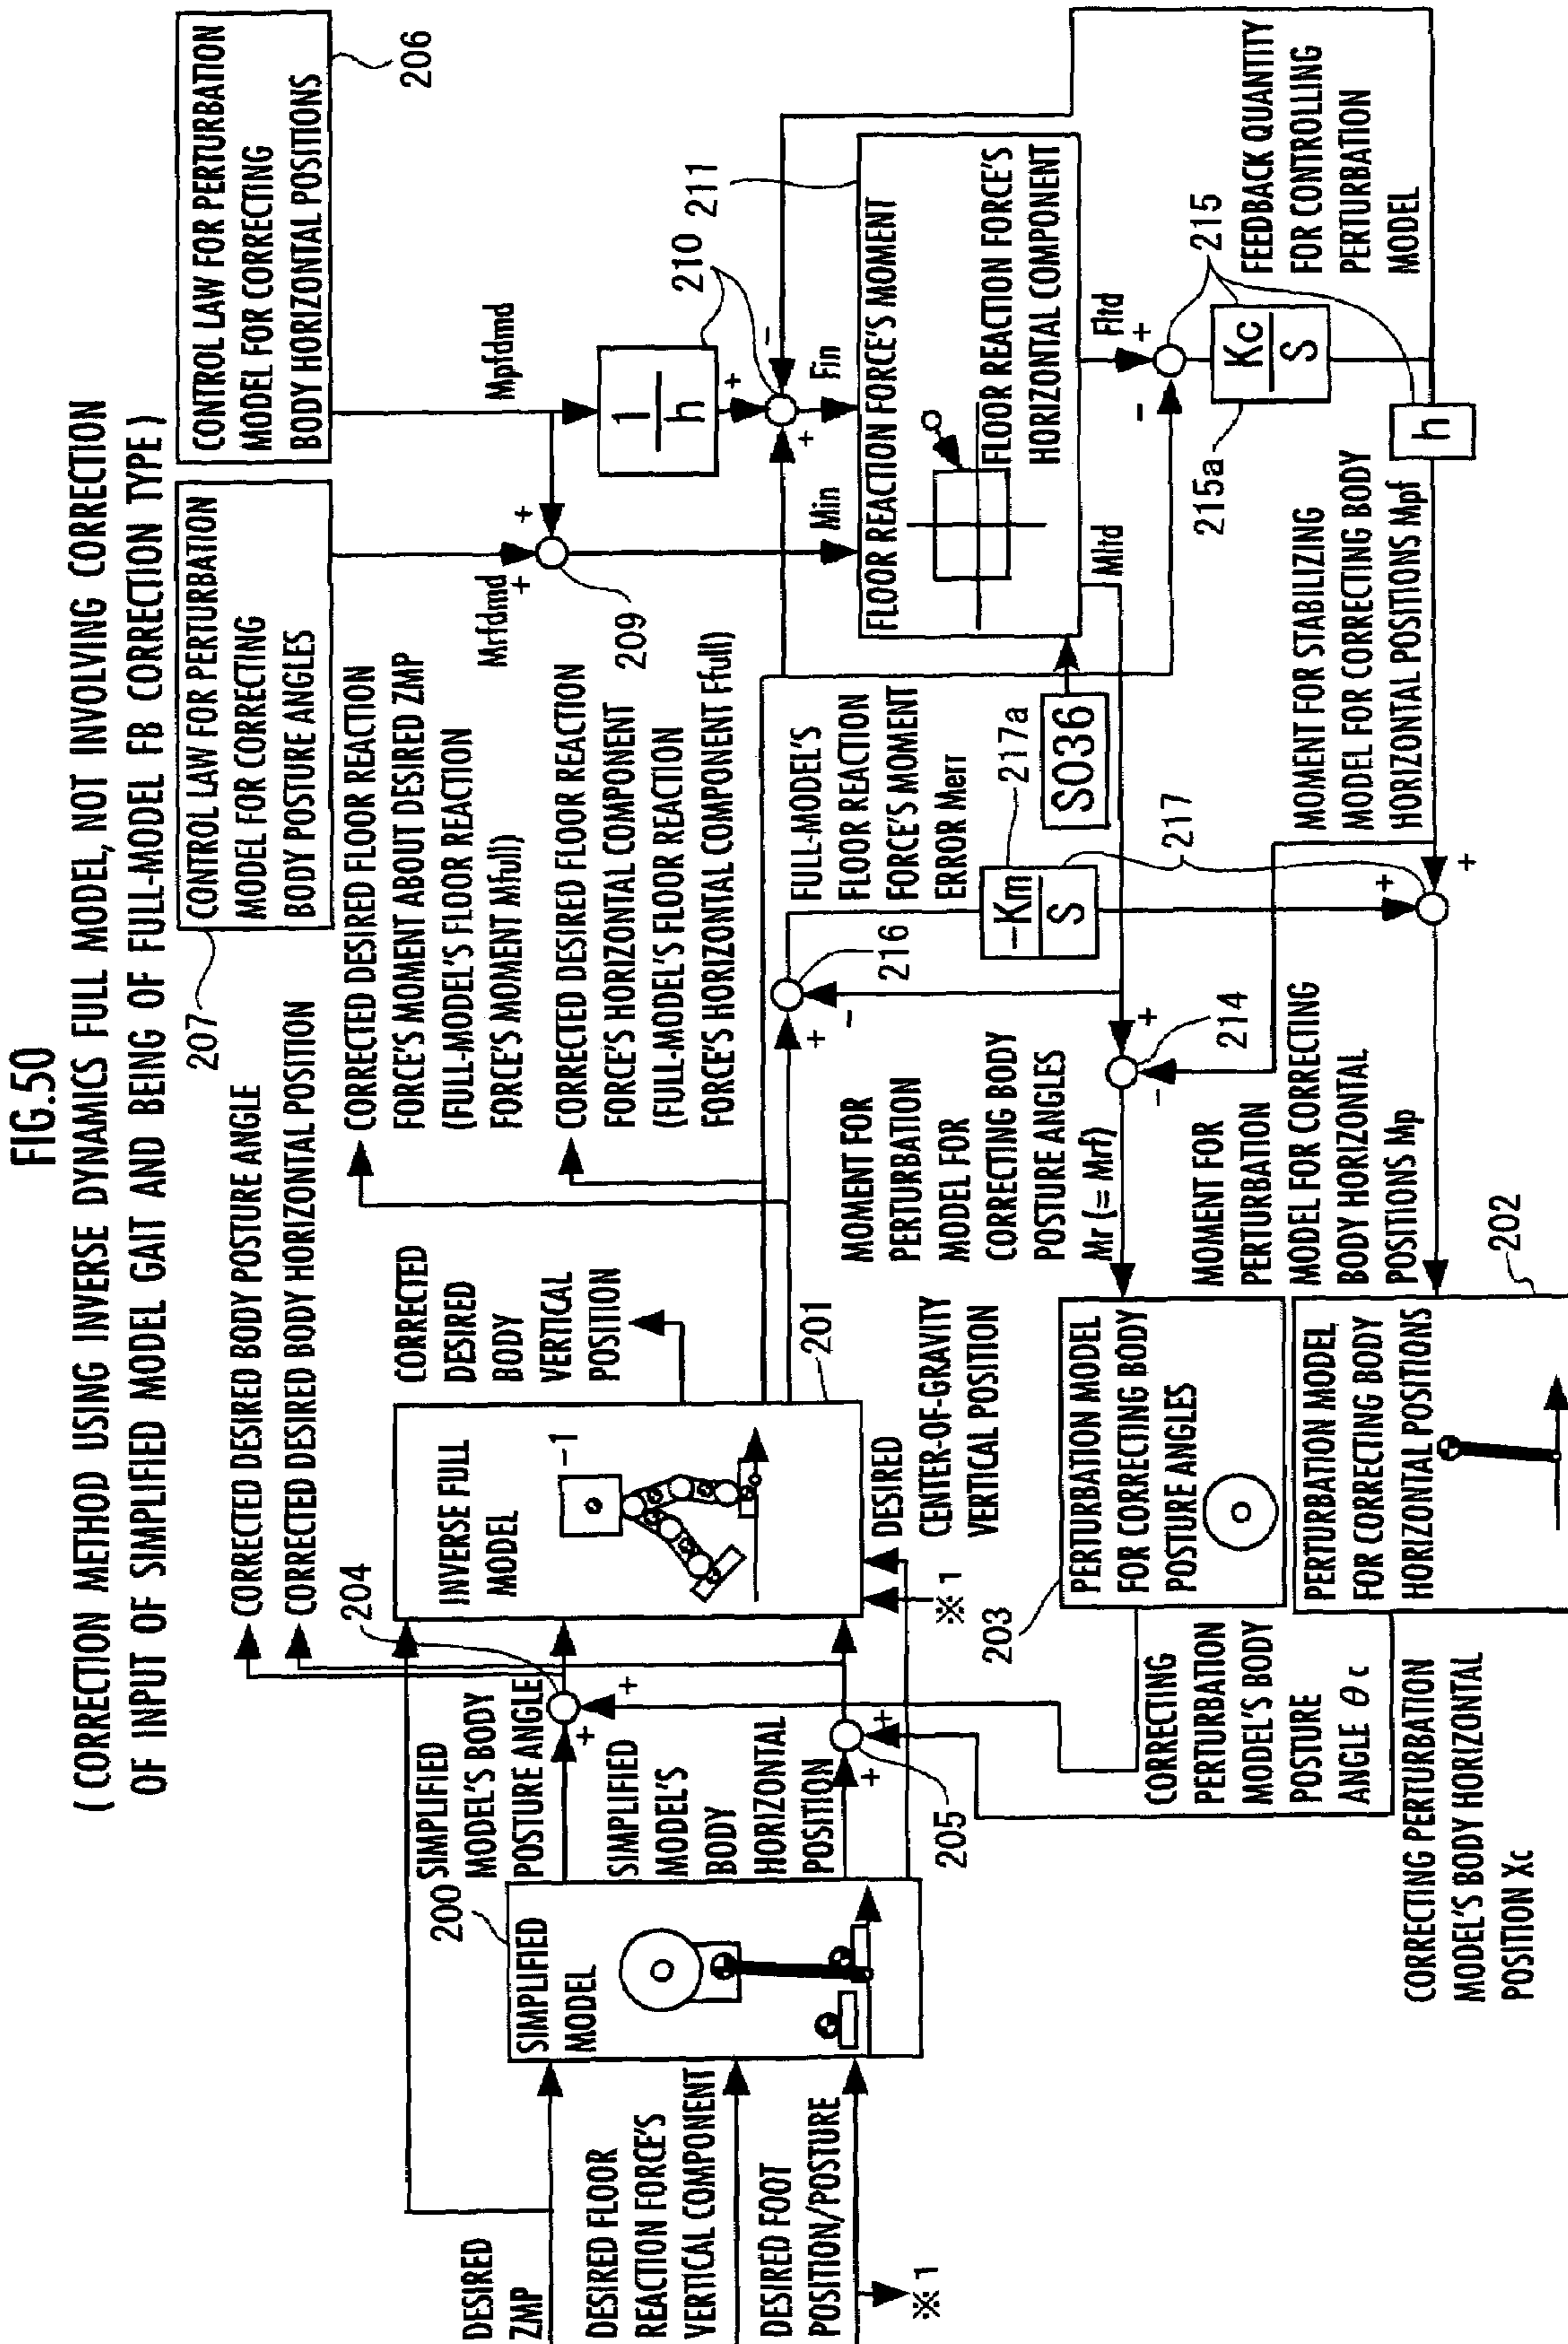 FIG.50
( CORRECTION METHOD USING INVERSE DYNAMICS FULL MODEL, NOT INVOLVING CORRECTION
OF INPUT OF SIMPLIFIED MODEL GAIT AND BEING OF FULL-MODEL FB CORRECTION TYPE )
DESIRED
ZMP
DESIRED FLOOR
REACTION FORCE'S
VERTICAL COMPONENT
DESIRED FOOT
POSITION/POSTURE
※1
200
SIMPLIFIED
MODEL
SIMPLIFIED
MODEL'S BODY
POSTURE ANGLE
+
+
204
SIMPLIFIED
MODEL'S
BODY
HORIZONTAL
POSITION
+
+
205
CORRECTED DESIRED BODY POSTURE ANGLE
CORRECTED DESIRED BODY HORIZONTAL POSITION
INVERSE FULL
MODEL
-1
201
※1
DESIRED
CENTER-OF-GRAVITY
VERTICAL POSITION
CORRECTED
DESIRED
BODY
VERTICAL
POSITION
CORRECTED DESIRED FLOOR REACTION
FORCE'S MOMENT ABOUT DESIRED ZMP
(FULL-MODEL'S FLOOR REACTION
FORCE'S MOMENT Mfull)
CORRECTED DESIRED FLOOR REACTION
FORCE'S HORIZONTAL COMPONENT
(FULL-MODEL'S FLOOR REACTION
FORCE'S HORIZONTAL COMPONENT Ffull)
207
CONTROL LAW FOR PERTURBATION
MODEL FOR CORRECTING
BODY POSTURE ANGLES
CONTROL LAW FOR PERTURBATION
MODEL FOR CORRECTING
BODY HORIZONTAL POSITIONS
206
Mrfdmd
+
+
209
Mpfdmd
1
h
210
+
-
+
Min
Fin
211
FLOOR REACTION FORCE'S MOMENT
FLOOR REACTION FORCE'S
HORIZONTAL COMPONENT
S036
Mltd
Fltd
+
-
215
Kc
S
215a
FEEDBACK QUANTITY
FOR CONTROLLING
PERTURBATION
MODEL
h
FULL-MODEL'S
FLOOR REACTION
FORCE'S MOMENT
ERROR Merr
+
-
216
217a
-Km
S
217
+
+
MOMENT FOR STABILIZING
MODEL FOR CORRECTING BODY
HORIZONTAL POSITIONS Mpf
+
-
214
MOMENT FOR
PERTURBATION
MODEL FOR
CORRECTING BODY
POSTURE ANGLES
Mr (= Mrf)
MOMENT FOR
PERTURBATION
MODEL FOR CORRECTING
BODY HORIZONTAL
POSITIONS Mp
203
PERTURBATION MODEL
FOR CORRECTING BODY
POSTURE ANGLES
202
PERTURBATION MODEL
FOR CORRECTING BODY
HORIZONTAL POSITIONS
CORRECTING
PERTURBATION
MODEL'S BODY
POSTURE
ANGLE θc
CORRECTING PERTURBATION
MODEL'S BODY HORIZONTAL
POSITION Xc